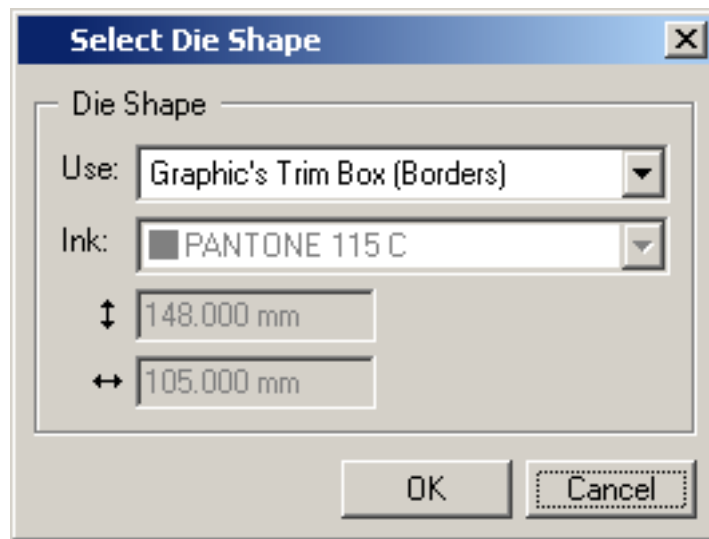 Select Die Shape
Die Shape
Use: Graphic's Trim Box (Borders)
Ink: PANTONE 115 C
148.000 mm
105.000 mm
OK Cancel